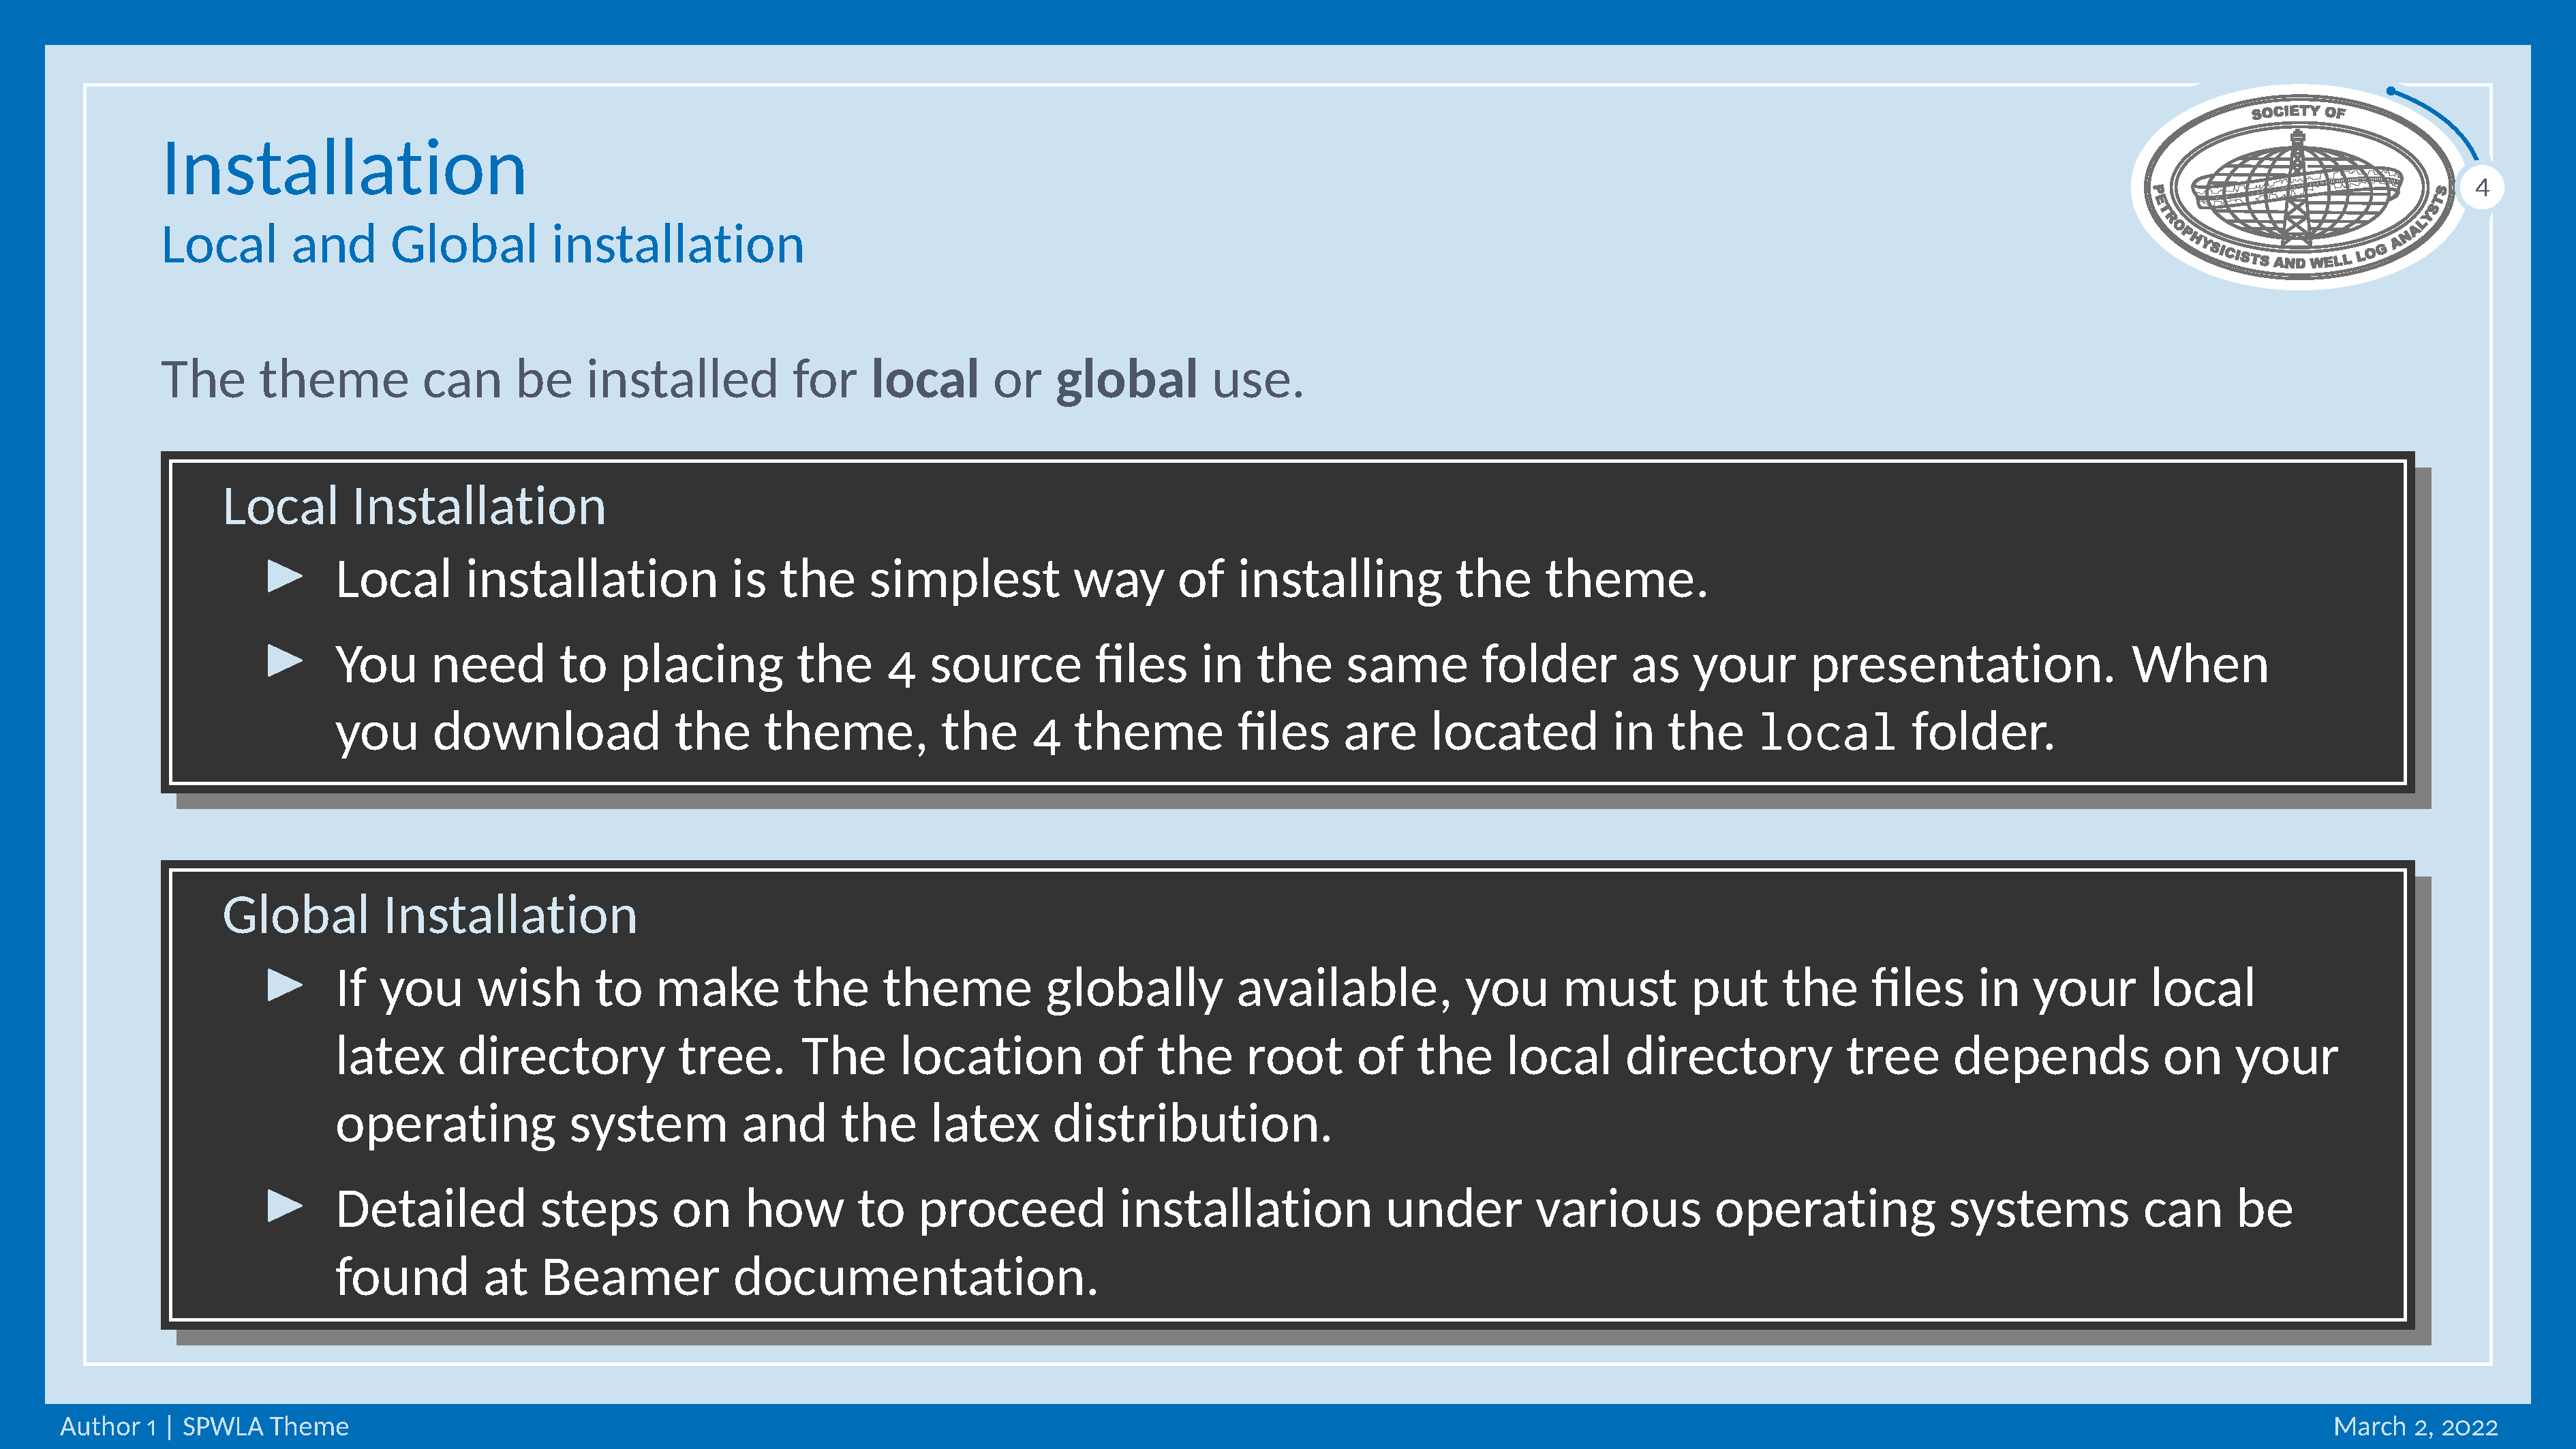 Installation
Local and Global installation
SOCIETY OF
PETROPHYSICISTS AND WELL LOG ANALYSTS
4
The theme can be installed for local or global use.
Local Installation
► Local installation is the simplest way of installing the theme.
► You need to placing the 4 source files in the same folder as your presentation. When
you download the theme, the 4 theme files are located in the local folder.
Global Installation
► If you wish to make the theme globally available, you must put the files in your local
latex directory tree. The location of the root of the local directory tree depends on your
operating system and the latex distribution.
► Detailed steps on how to proceed installation under various operating systems can be
found at Beamer documentation.
Author 1 | SPWLA Theme
March 2, 2022